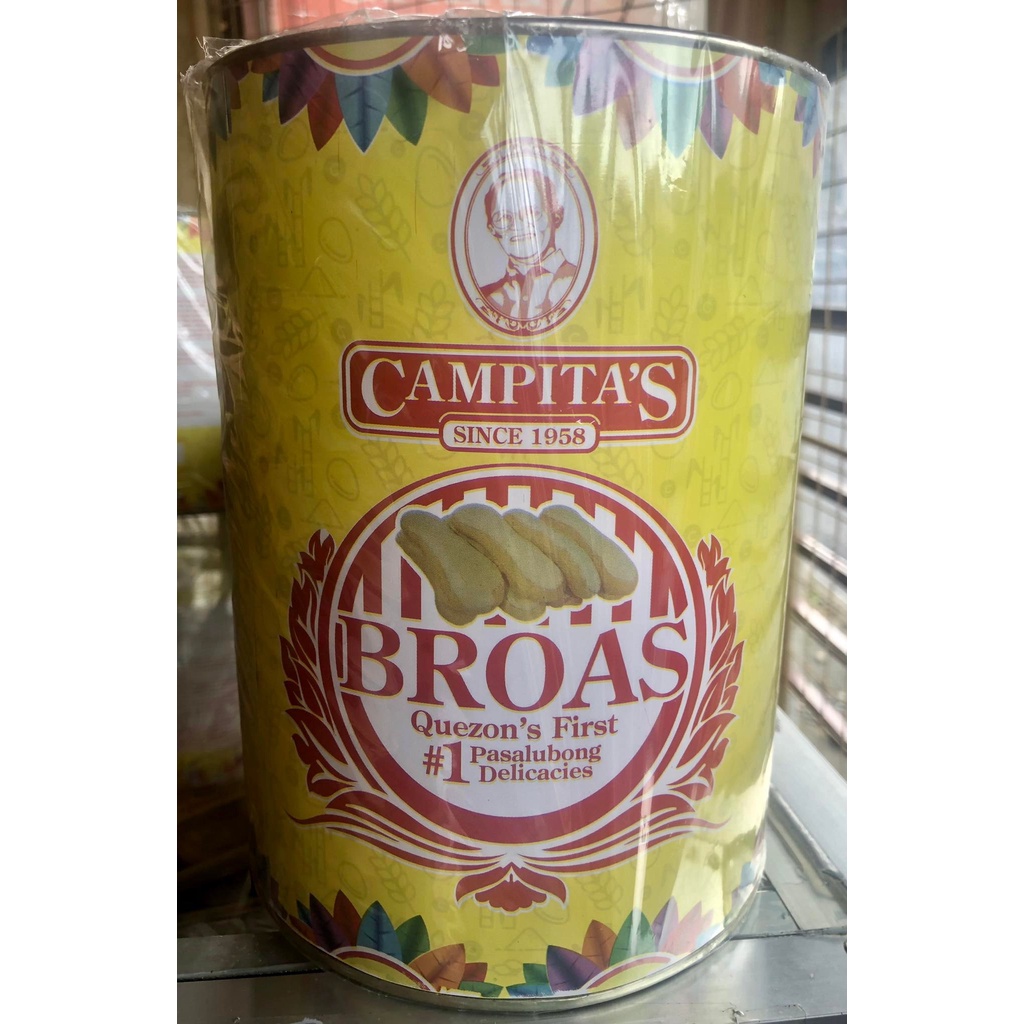 CAMPITA'S
SINCE 1958
BROAS
Quezon's First
#1 Pasalubong
Delicacies